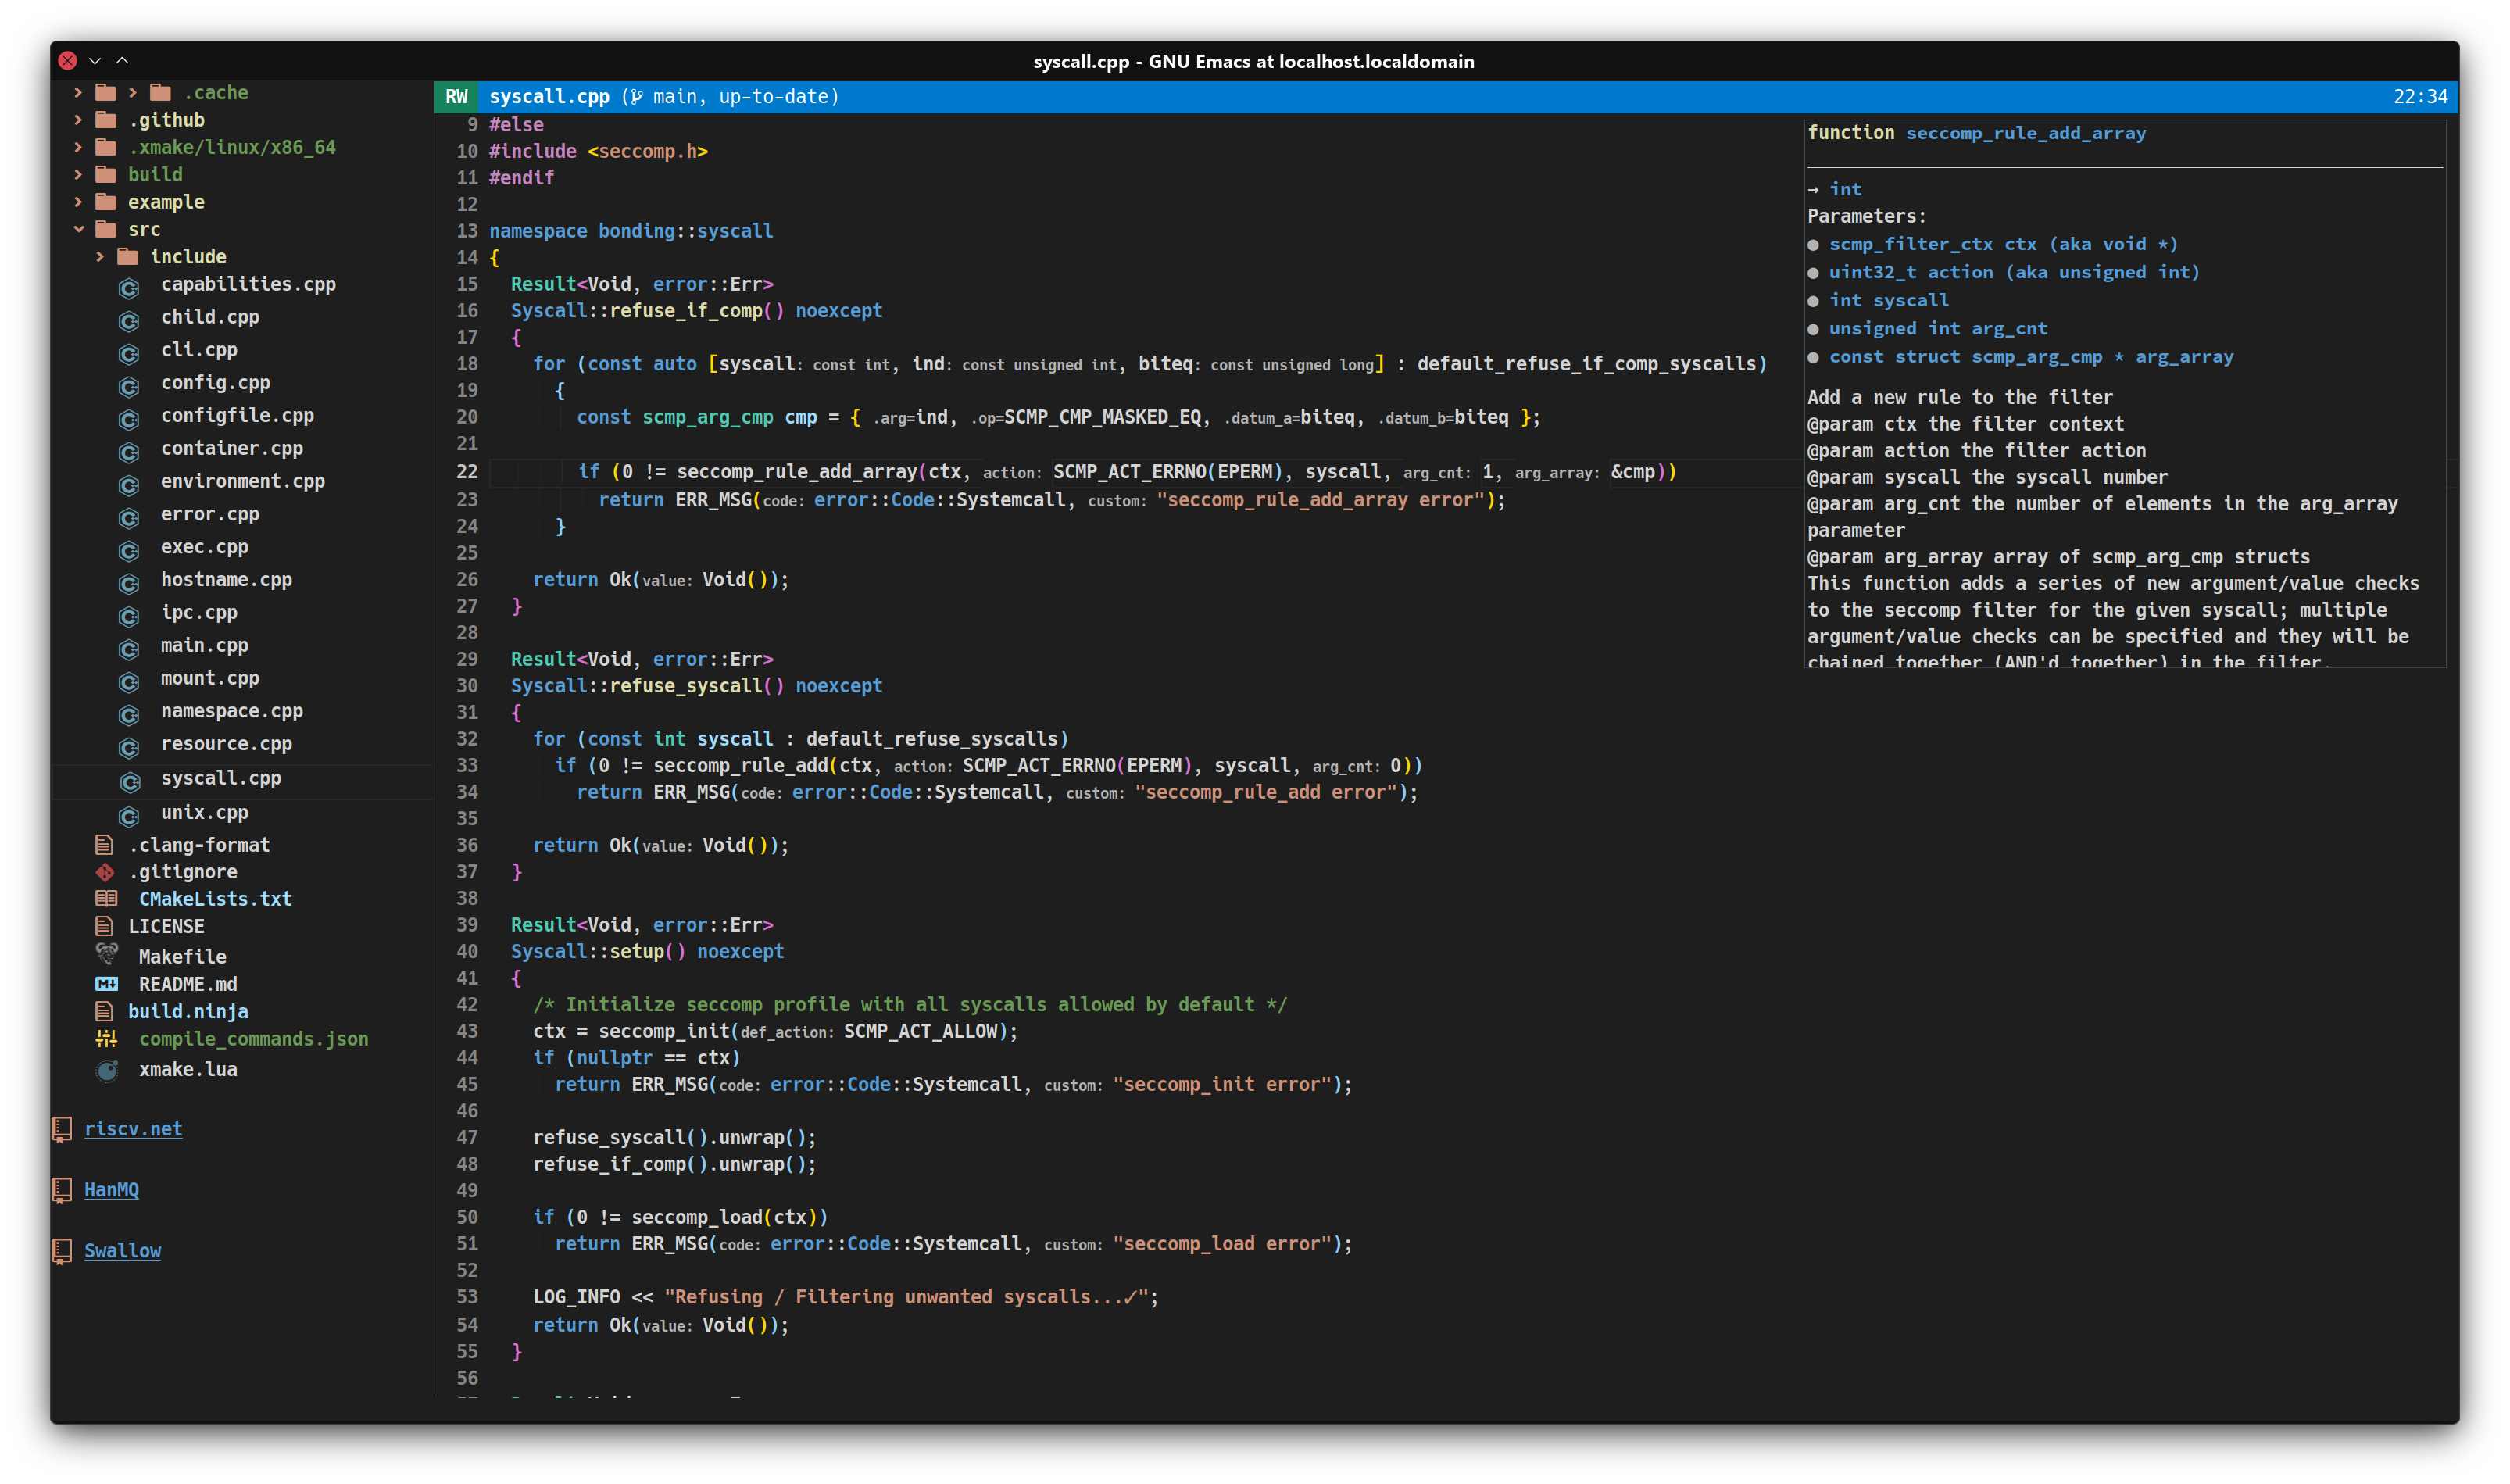 syscall.cpp - GNU Emacs at localhost.localdomain
.cache
.github
.xmake/linux/x86_64
build
example
src
include
capabilities.cpp
child.cpp
cli.cpp
config.cpp
configfile.cpp
container.cpp
environment.cpp
error.cpp
exec.cpp
hostname.cpp
ipc.cpp
main.cpp
mount.cpp
namespace.cpp
resource.cpp
syscall.cpp
unix.cpp
.clang-format
.gitignore
CMakeLists.txt
LICENSE
Makefile
README.md
build.ninja
compile_commands.json
xmake.lua
riscv.net
HanMQ
Swallow
RW syscall.cpp (main, up-to-date) 22:34
9 #else
10 #include <seccomp.h>
11 #endif
12
13 namespace bonding::syscall
14 {
15 Result<Void, error::Err>
16 Syscall::refuse_if_comp() noexcept
17 {
18 for (const auto [syscall: const int, ind: const unsigned int, biteq: const unsigned long] : default_refuse_if_comp_syscalls)
19 {
20 const scmp_arg_cmp cmp = { .arg=ind, .op=SCMP_CMP_MASKED_EQ, .datum_a=biteq, .datum_b=biteq };
21
22 if (0 != seccomp_rule_add_array(ctx, action: SCMP_ACT_ERRNO(EPERM), syscall, arg_cnt: 1, arg_array: &cmp))
23 return ERR_MSG(code: error::Code::Systemcall, custom: "seccomp_rule_add_array error");
24 }
25
26 return Ok(value: Void());
27 }
28
29 Result<Void, error::Err>
30 Syscall::refuse_syscall() noexcept
31 {
32 for (const int syscall : default_refuse_syscalls)
33 if (0 != seccomp_rule_add(ctx, action: SCMP_ACT_ERRNO(EPERM), syscall, arg_cnt: 0))
34 return ERR_MSG(code: error::Code::Systemcall, custom: "seccomp_rule_add error");
35
36 return Ok(value: Void());
37 }
38
39 Result<Void, error::Err>
40 Syscall::setup() noexcept
41 {
42 /* Initialize seccomp profile with all syscalls allowed by default */
43 ctx = seccomp_init(def_action: SCMP_ACT_ALLOW);
44 if (nullptr == ctx)
45 return ERR_MSG(code: error::Code::Systemcall, custom: "seccomp_init error");
46
47 refuse_syscall().unwrap();
48 refuse_if_comp().unwrap();
49
50 if (0 != seccomp_load(ctx))
51 return ERR_MSG(code: error::Code::Systemcall, custom: "seccomp_load error");
52
53 LOG_INFO << "Refusing / Filtering unwanted syscalls...✓";
54 return Ok(value: Void());
55 }
56
function seccomp_rule_add_array
→ int
Parameters:
● scmp_filter_ctx ctx (aka void *)
● uint32_t action (aka unsigned int)
● int syscall
● unsigned int arg_cnt
● const struct scmp_arg_cmp * arg_array
Add a new rule to the filter
@param ctx the filter context
@param action the filter action
@param syscall the syscall number
@param arg_cnt the number of elements in the arg_array
parameter
@param arg_array array of scmp_arg_cmp structs
This function adds a series of new argument/value checks
to the seccomp filter for the given syscall; multiple
argument/value checks can be specified and they will be
chained together (AND'd together) in the filter.